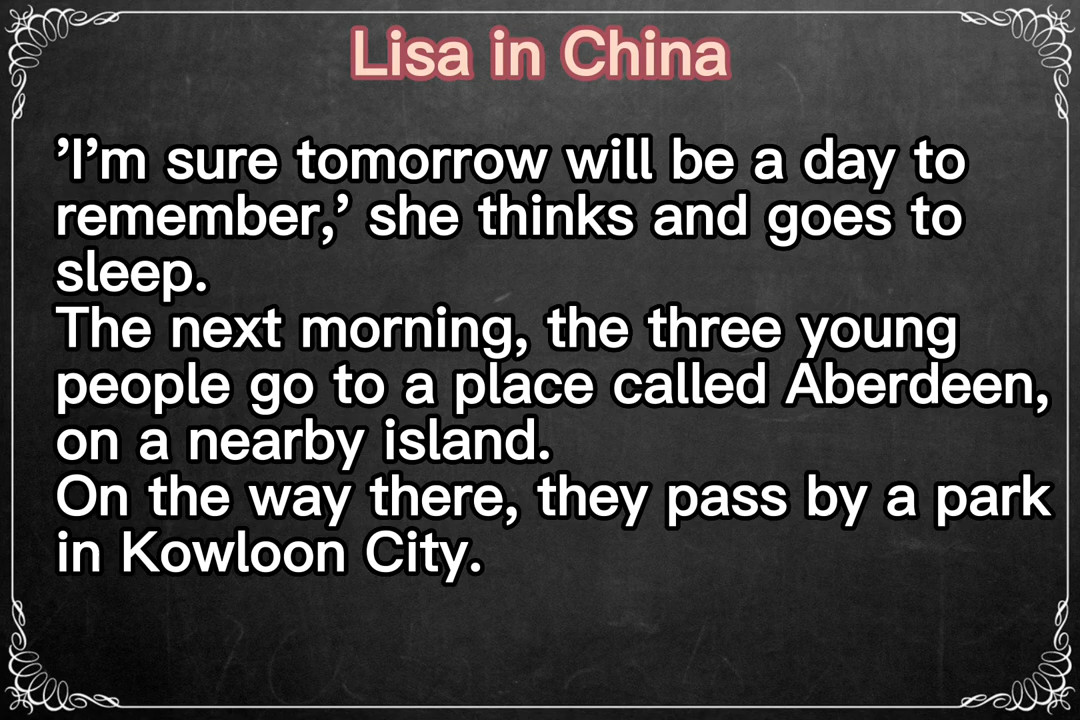 Lisa in China
’I’m sure tomorrow will be a day to
remember,’ she thinks and goes to
sleep.
The next morning, the three young
people go to a place called Aberdeen,
on a nearby island.
On the way there, they pass by a park
in Kowloon City.